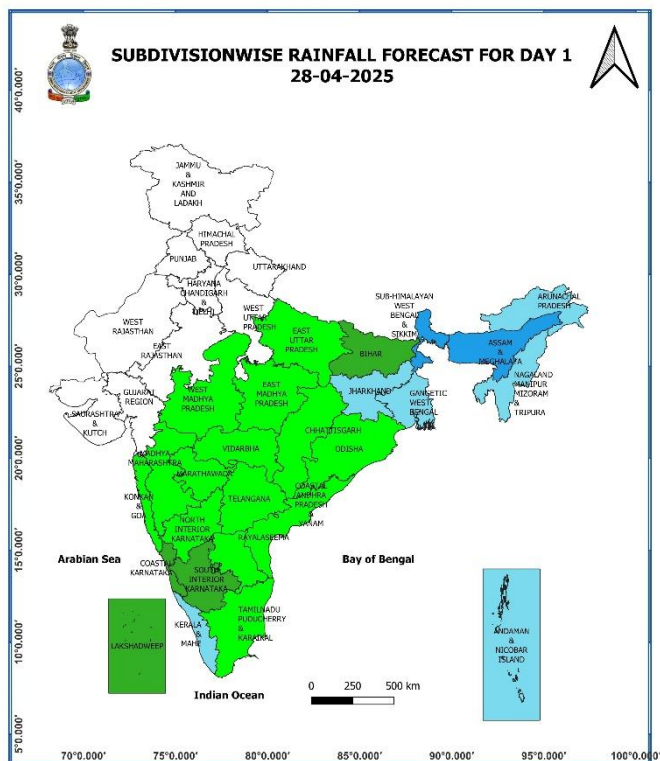 SUBDIVISIONWISE RAINFALL FORECAST FOR DAY 1
28-04-2025
40°0.000'
35°0.000'
30°0.000'
25°0.000'
20°0.000'
15°0.000'
10°0.000'
5°0.000'
JAMMU
&
KASHMIR
AND
LADAKH
HIMACHAL
PRADESH
PUNJAB
UTTARAKHAND
HARYANA
CHANDIGARH
&
DELHI
WEST
UTTAR
PRADESH
WEST
RAJASTHAN
EAST
RAJASTHAN
EAST
UTTAR
PRADESH
SUB-HIMALAYAN
WEST
BENGAL
&
SIKKIM
ARUNACHAL
PRADESH
ASSAM
&
MEGHALAYA
NAGALAND
MANIPUR
MIZORAM
&
TRIPURA
BIHAR
JHARKHAND
GANGETIC
WEST
BENGAL
GUJARAT
REGION
SAURASHTRA
&
KUTCH
WEST
MADHYA
PRADESH
EAST
MADHYA
PRADESH
CHHATTISGARH
ODISHA
VIDARBHA
MADHYA
MAHARASHTRA
MARATHAWADA
KONKAN
&
GOA
TELANGANA
COASTAL
ANDHRA
PRADESH
&
YANAM
NORTH
INTERIOR
KARNATAKA
RAYALASEEMA
COASTAL
KARNATAKA
SOUTH
INTERIOR
KARNATAKA
KERALA
&
MAHE
TAMILNADU
PUDUCHERRY
&
KARAIKAL
LAKSHADWEEP
ANDAMAN
&
NICOBAR
ISLAND
Arabian Sea
Bay of Bengal
Indian Ocean
0 250 500 km
70°0.000' 75°0.000' 80°0.000' 85°0.000' 90°0.000' 95°0.000' 100°0.000'